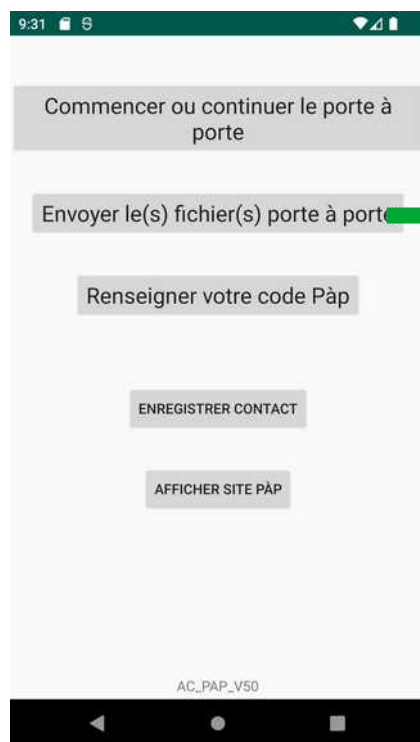 9:31
Commencer ou continuer le porte à
porte
Envoyer le(s) fichier(s) porte à porte
Renseigner votre code Pàp
ENREGISTRER CONTACT
AFFICHER SITE PÀP
AC_PAP_V50